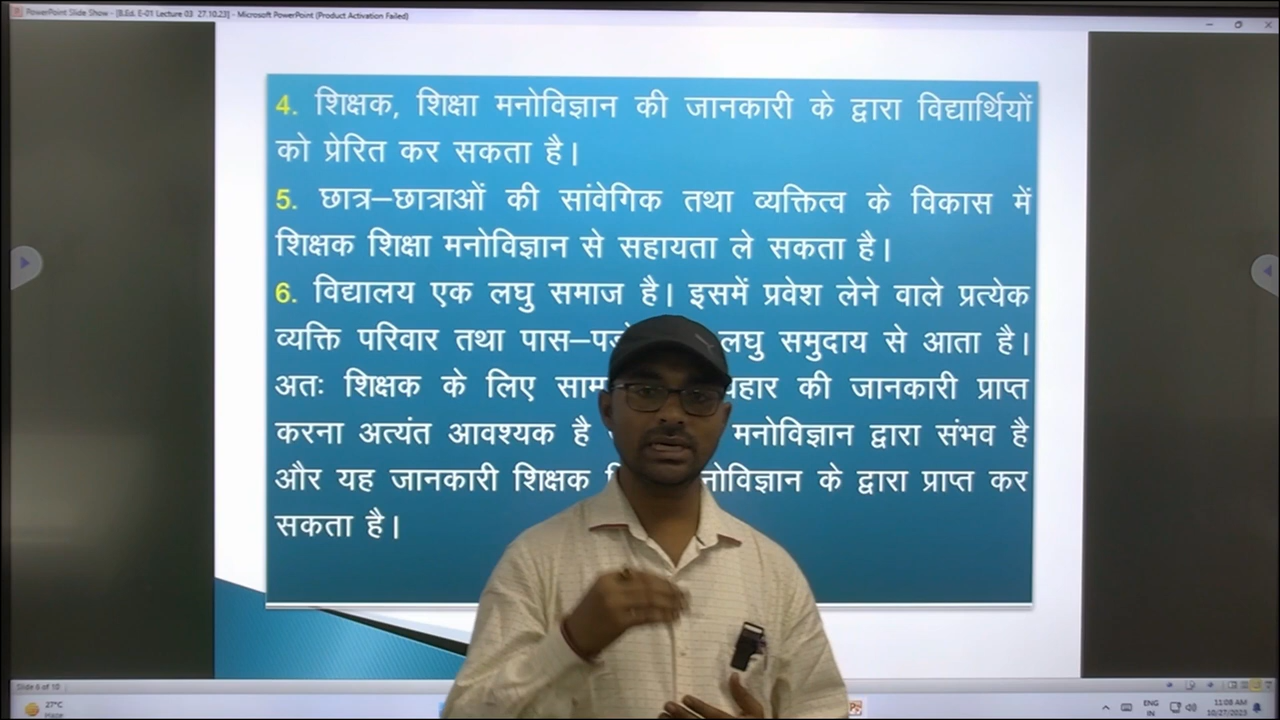 PowerPoint Slide Show - [B.Ed. E-01 Lecture 03 27.10.23] - Microsoft PowerPoint (Product Activation Failed)
4. शिक्षक, शिक्षा मनोविज्ञान की जानकारी के द्वारा विद्यार्थियों
को प्रेरित कर सकता है।
5. छात्र–छात्राओं की सांवेगिक तथा व्यक्तित्व के विकास में
शिक्षक शिक्षा मनोविज्ञान से सहायता ले सकता है।
6. विद्यालय एक लघु समाज है। इसमें प्रवेश लेने वाले प्रत्येक
व्यक्ति परिवार तथा पास– लघु समुदाय से आता है।
अतः शिक्षक के लिए की जानकारी प्राप्त
करना अत्यंत आवश्यक है मनोविज्ञान द्वारा संभव है
और यह जानकारी शिक्षक के द्वारा प्राप्त कर
सकता है।
Slide 6 of 10
27°C
Haze
ENG
IN
11:08 AM
10/27/2023